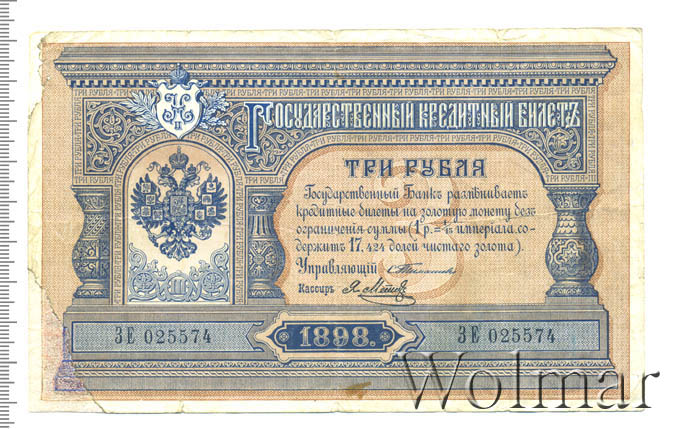 ГОСУДАРСТВЕННЫЙ КРЕДИТНЫЙ БИЛЕТЪ
ТРИ РУБЛЯ
3
Государственный Банкъ размѣниваетъ
кредитные билеты на золотую монету безъ
ограниченія суммы (1 р. = 1/15 имперіала, со-
держитъ 17,424 долей чистаго золота).
Управляющій
Кассиръ
ЗЕ 025574
1898.
ЗЕ 025574
Wolmar